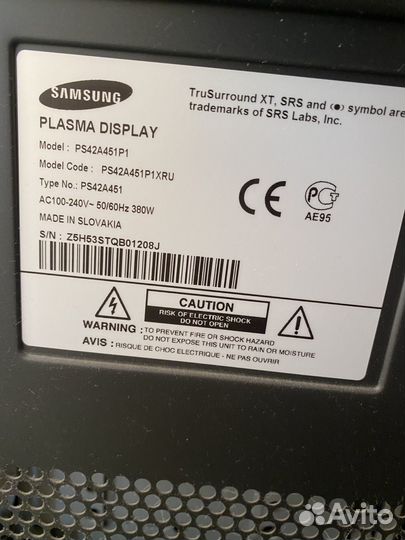 SAMSUNG
TruSurround XT, SRS and (●) symbol are
trademarks of SRS Labs, Inc.
PLASMA DISPLAY
Model : PS42A451P1
Model Code : PS42A451P1XRU
Type No.: PS42A451
AC100-240V~ 50/60Hz 380W
MADE IN SLOVAKIA
S/N : Z5H53STQB01208J
CE
РСТ
AE95
CAUTION
RISK OF ELECTRIC SHOCK
DO NOT OPEN
WARNING : TO PREVENT FIRE OR SHOCK HAZARD
DO NOT EXPOSE THIS UNIT TO RAIN OR MOISTURE
AVIS : RISQUE DE CHOC ELECTRIQUE - NE PAS OUVRIR
Avito